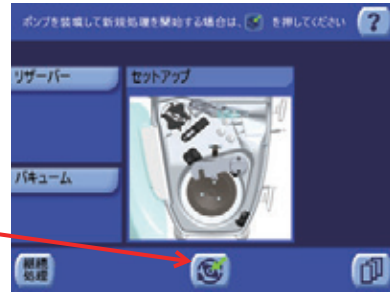 ポンプを装填して新規処理を開始する場合は、 を押してください
?
リザーバー
セットアップ
バキューム
継続
処理